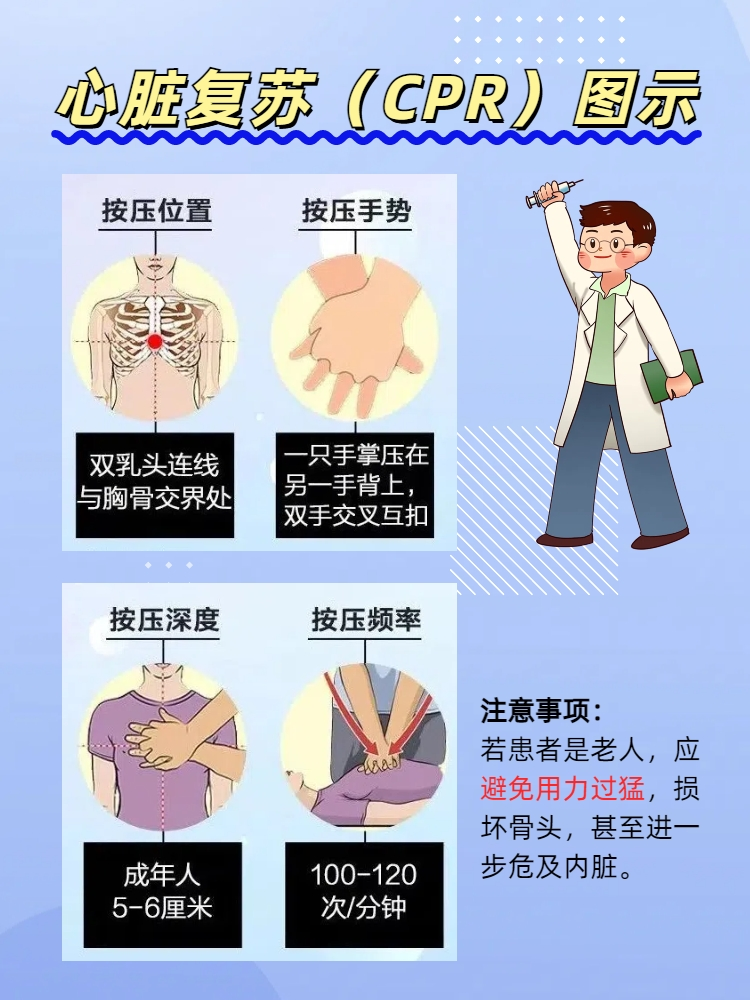 心脏复苏（CPR）图示
按压位置
双乳头连线
与胸骨交界处
按压手势
一只手掌压在
另一手背上，
双手交叉互扣
按压深度
成年人
5-6厘米
按压频率
100-120
次/分钟
注意事项：
若患者是老人，应
避免用力过猛，损
坏骨头，甚至进一
步危及内脏。